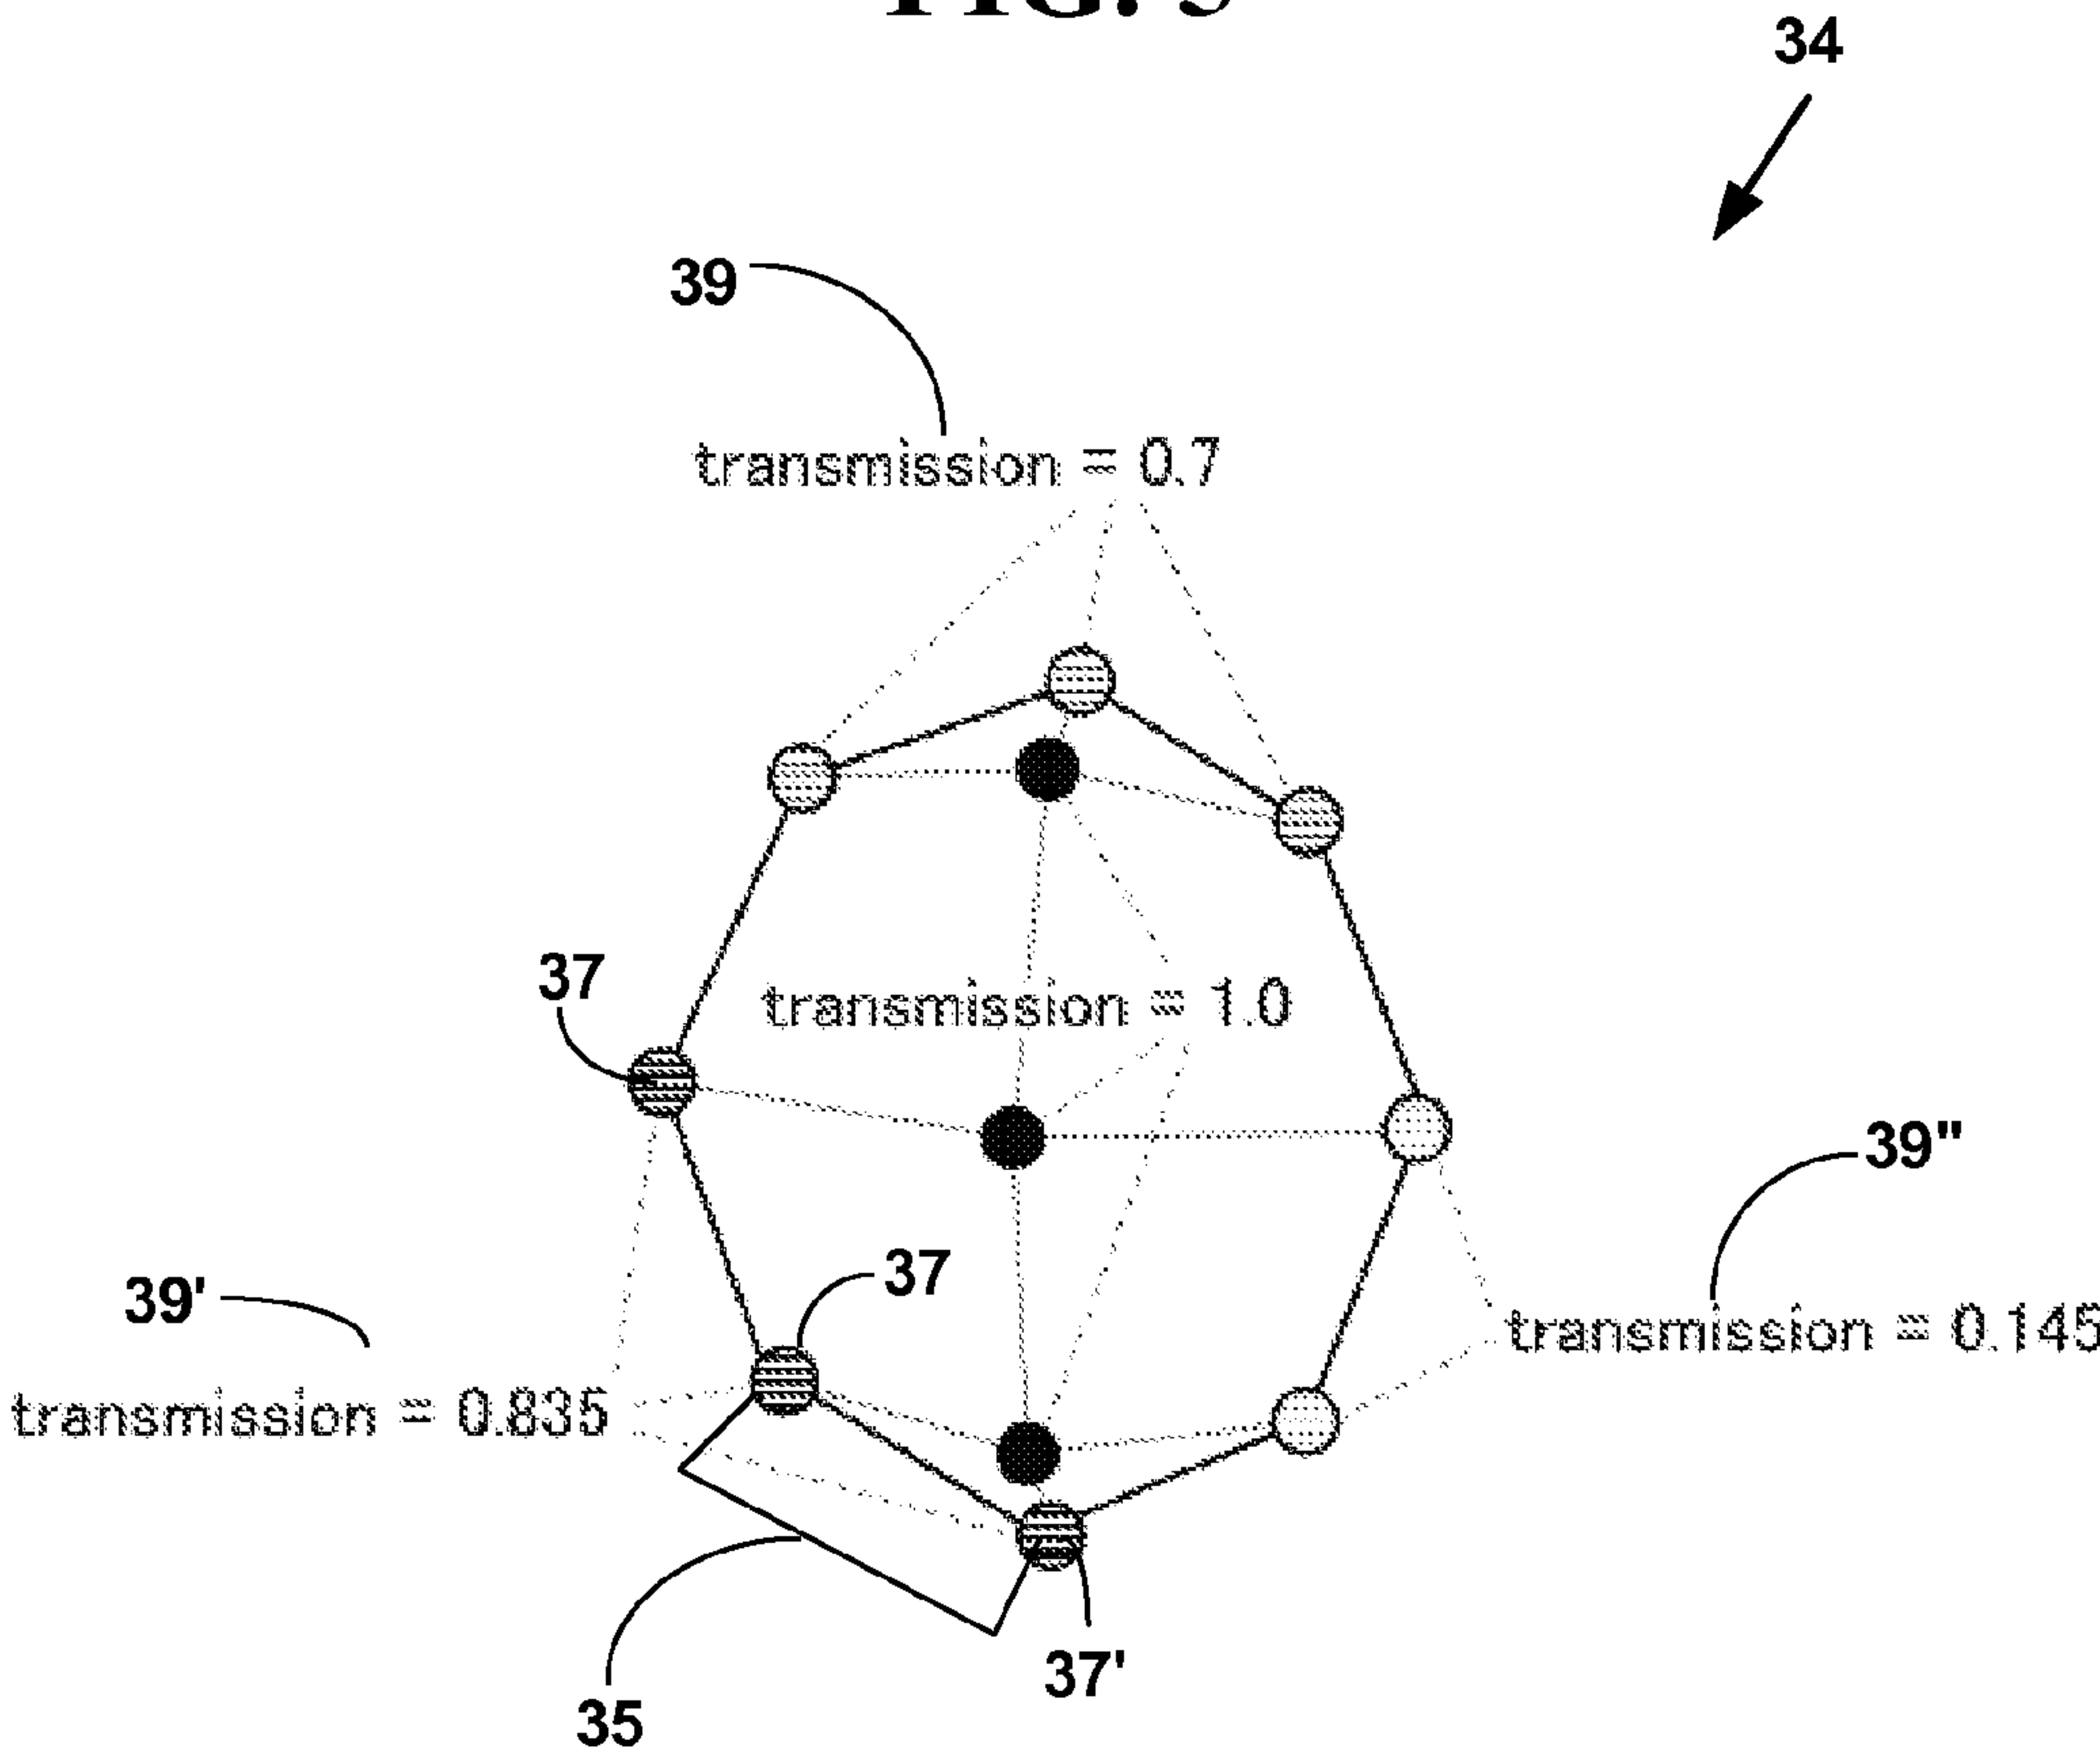 34
39
transmission = 0.7
37
transmission = 1.0
39"
37
39'
transmission = 0.145
transmission = 0.835
37'
35